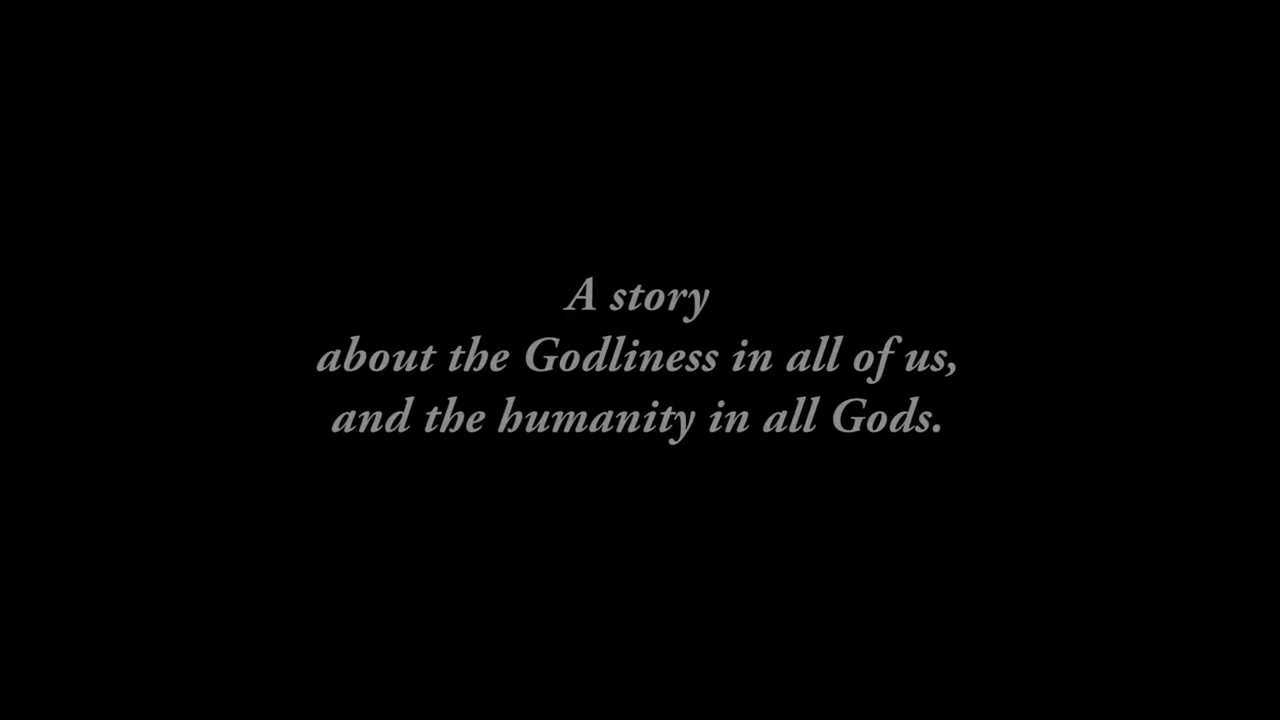 A story
about the Godliness in all of us,
and the humanity in all Gods.